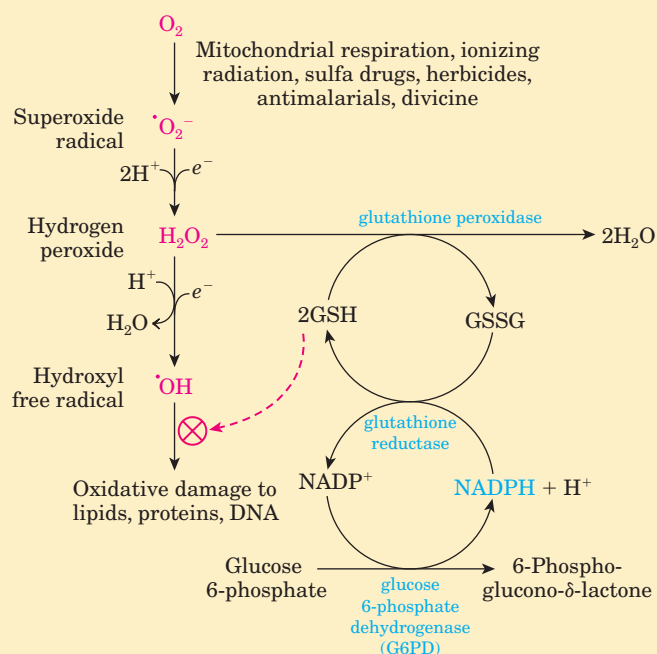 O₂
Mitochondrial respiration, ionizing
radiation, sulfa drugs, herbicides,
antimalarials, divicine
Superoxide
radical
˙O₂⁻
2H⁺
e⁻
Hydrogen
peroxide
H₂O₂
glutathione peroxidase
2H₂O
H⁺
e⁻
H₂O
2GSH
GSSG
Hydroxyl
free radical
˙OH
glutathione
reductase
Oxidative damage to
lipids, proteins, DNA
NADP⁺
NADPH + H⁺
Glucose
6-phosphate
6-Phospho-
glucono-δ-lactone
glucose
6-phosphate
dehydrogenase
(G6PD)